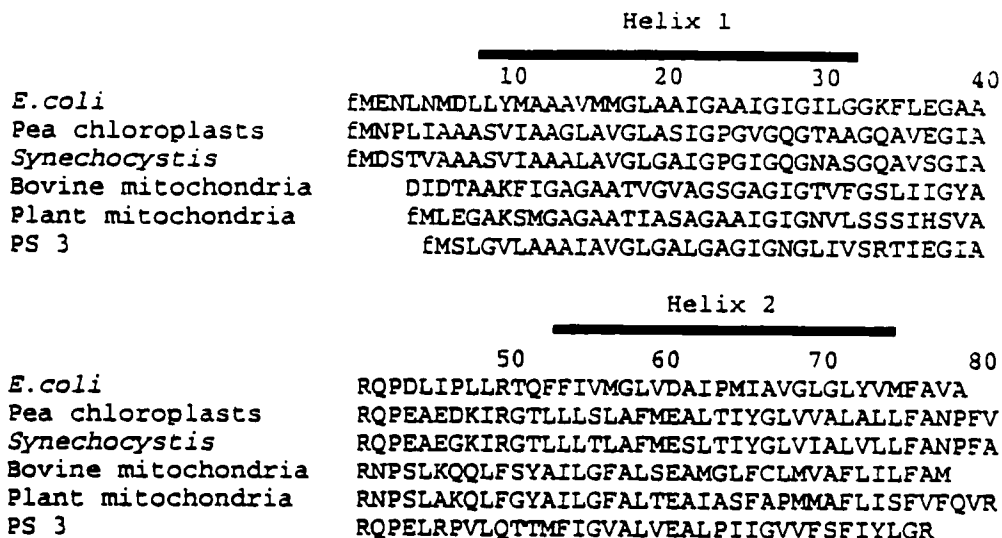 Helix 1
10 20 30 40
E.coli fMENLNMDLLYMAAAVMMGLAAIGAAIGIGILGGKFLEGAA
Pea chloroplasts fMNPLIAAASVIAAGLAVGLASIGPGVGQGTAAGQAVEGIA
Synechocystis fMDSTVAAASVIAAALAVGLGAIGPGIGQGNASGQAVSGIA
Bovine mitochondria DIDTAAKFIGAGAATVGVAGSGAGIGTVFGSLIIGYA
Plant mitochondria fMLEGAKSMGAGAATIASAGAAIGIGNVLSSSIHSVA
PS 3 fMSLGVLAAAIAVGLGALGAGIGNGLIVSRTIEGIA
Helix 2
50 60 70 80
E.coli RQPDLIPLLRTQFFIVMGLVDAIPMIAVGLGLYVMFAVA
Pea chloroplasts RQPEAEDKIRGTLLLSLAFMEALTIYGLVVALALLFANPFV
Synechocystis RQPEAEGKIRGTLLLTLAFMESLTIYGLVIALVLLFANPFA
Bovine mitochondria RNPSLKQQLFSYAILGFALSEAMGLFCLMVAFLILFAM
Plant mitochondria RNPSLAKQLFGYAILGFALTEAIASFAPMMAFLISFVFQVR
PS 3 RQPELRPVLQTTMFIGVALVEALPIIGVVFSFIYLGR